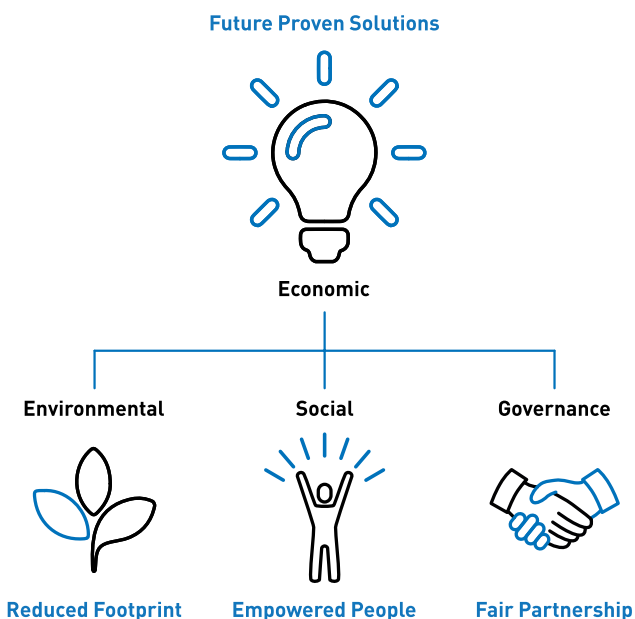 Future Proven Solutions
Economic
Environmental
Social
Governance
Reduced Footprint
Empowered People
Fair Partnership